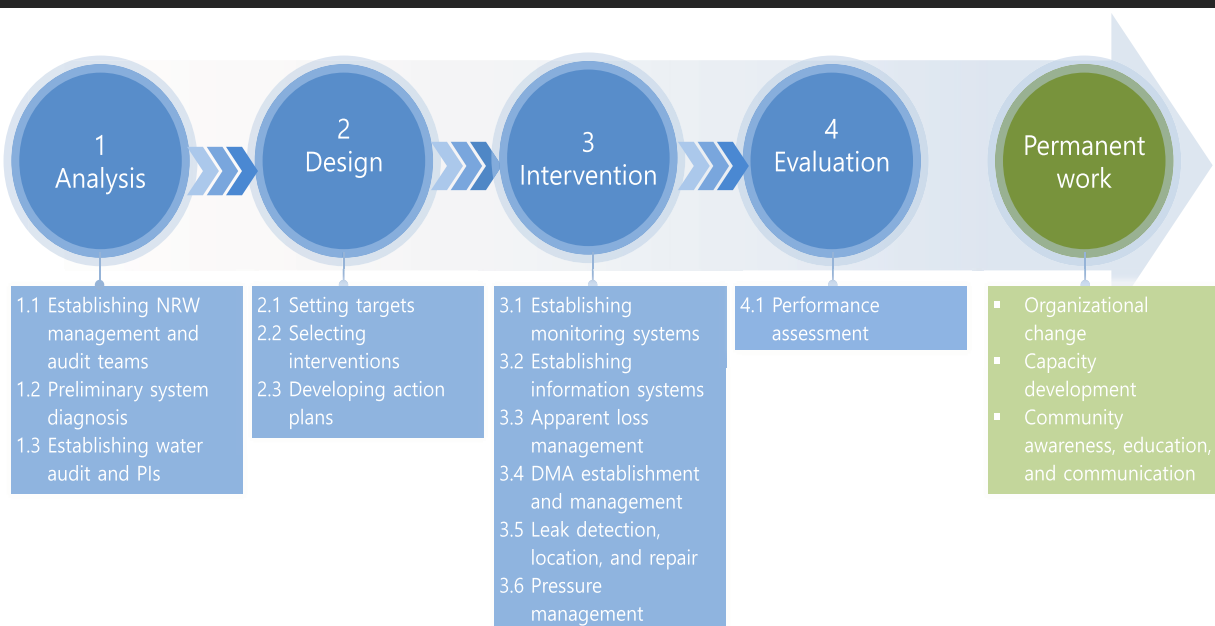 1
Analysis
2
Design
3
Intervention
4
Evaluation
Permanent
work
1.1 Establishing NRW
management and
audit teams
1.2 Preliminary system
diagnosis
1.3 Establishing water
audit and PIs
2.1 Setting targets
2.2 Selecting
interventions
2.3 Developing action
plans
3.1 Establishing
monitoring systems
3.2 Establishing
information systems
3.3 Apparent loss
management
3.4 DMA establishment
and management
3.5 Leak detection,
location, and repair
3.6 Pressure
management
4.1 Performance
assessment
▪ Organizational
change
▪ Capacity
development
▪ Community
awareness, education,
and communication